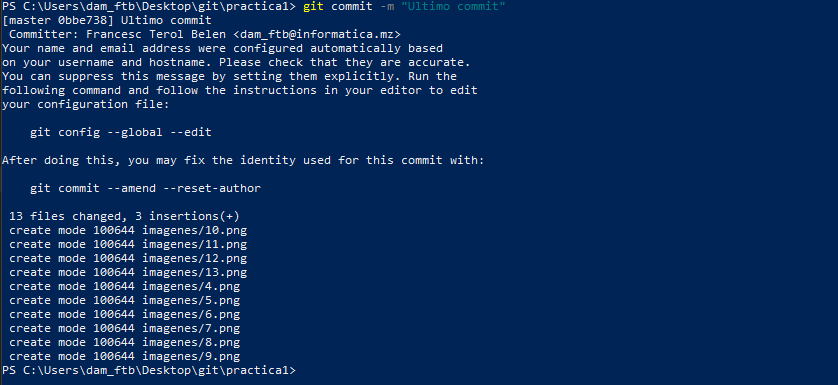 PS C:\Users\dam_ftb\Desktop\git\practica1> git commit -m "Ultimo commit"
[master 0bbe738] Ultimo commit
 Committer: Francesc Terol Belen <dam_ftb@informatica.mz>
Your name and email address were configured automatically based
on your username and hostname. Please check that they are accurate.
You can suppress this message by setting them explicitly. Run the
following command and follow the instructions in your editor to edit
your configuration file:

    git config --global --edit

After doing this, you may fix the identity used for this commit with:

    git commit --amend --reset-author

 13 files changed, 3 insertions(+)
 create mode 100644 imagenes/10.png
 create mode 100644 imagenes/11.png
 create mode 100644 imagenes/12.png
 create mode 100644 imagenes/13.png
 create mode 100644 imagenes/4.png
 create mode 100644 imagenes/5.png
 create mode 100644 imagenes/6.png
 create mode 100644 imagenes/7.png
 create mode 100644 imagenes/8.png
 create mode 100644 imagenes/9.png
PS C:\Users\dam_ftb\Desktop\git\practica1>